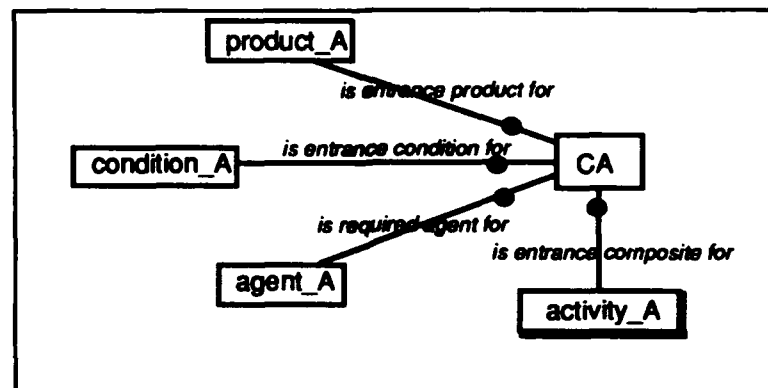 product_A
is entrance product for
is entrance condition for
condition_A
CA
is required agent for
is entrance composite for
agent_A
activity_A